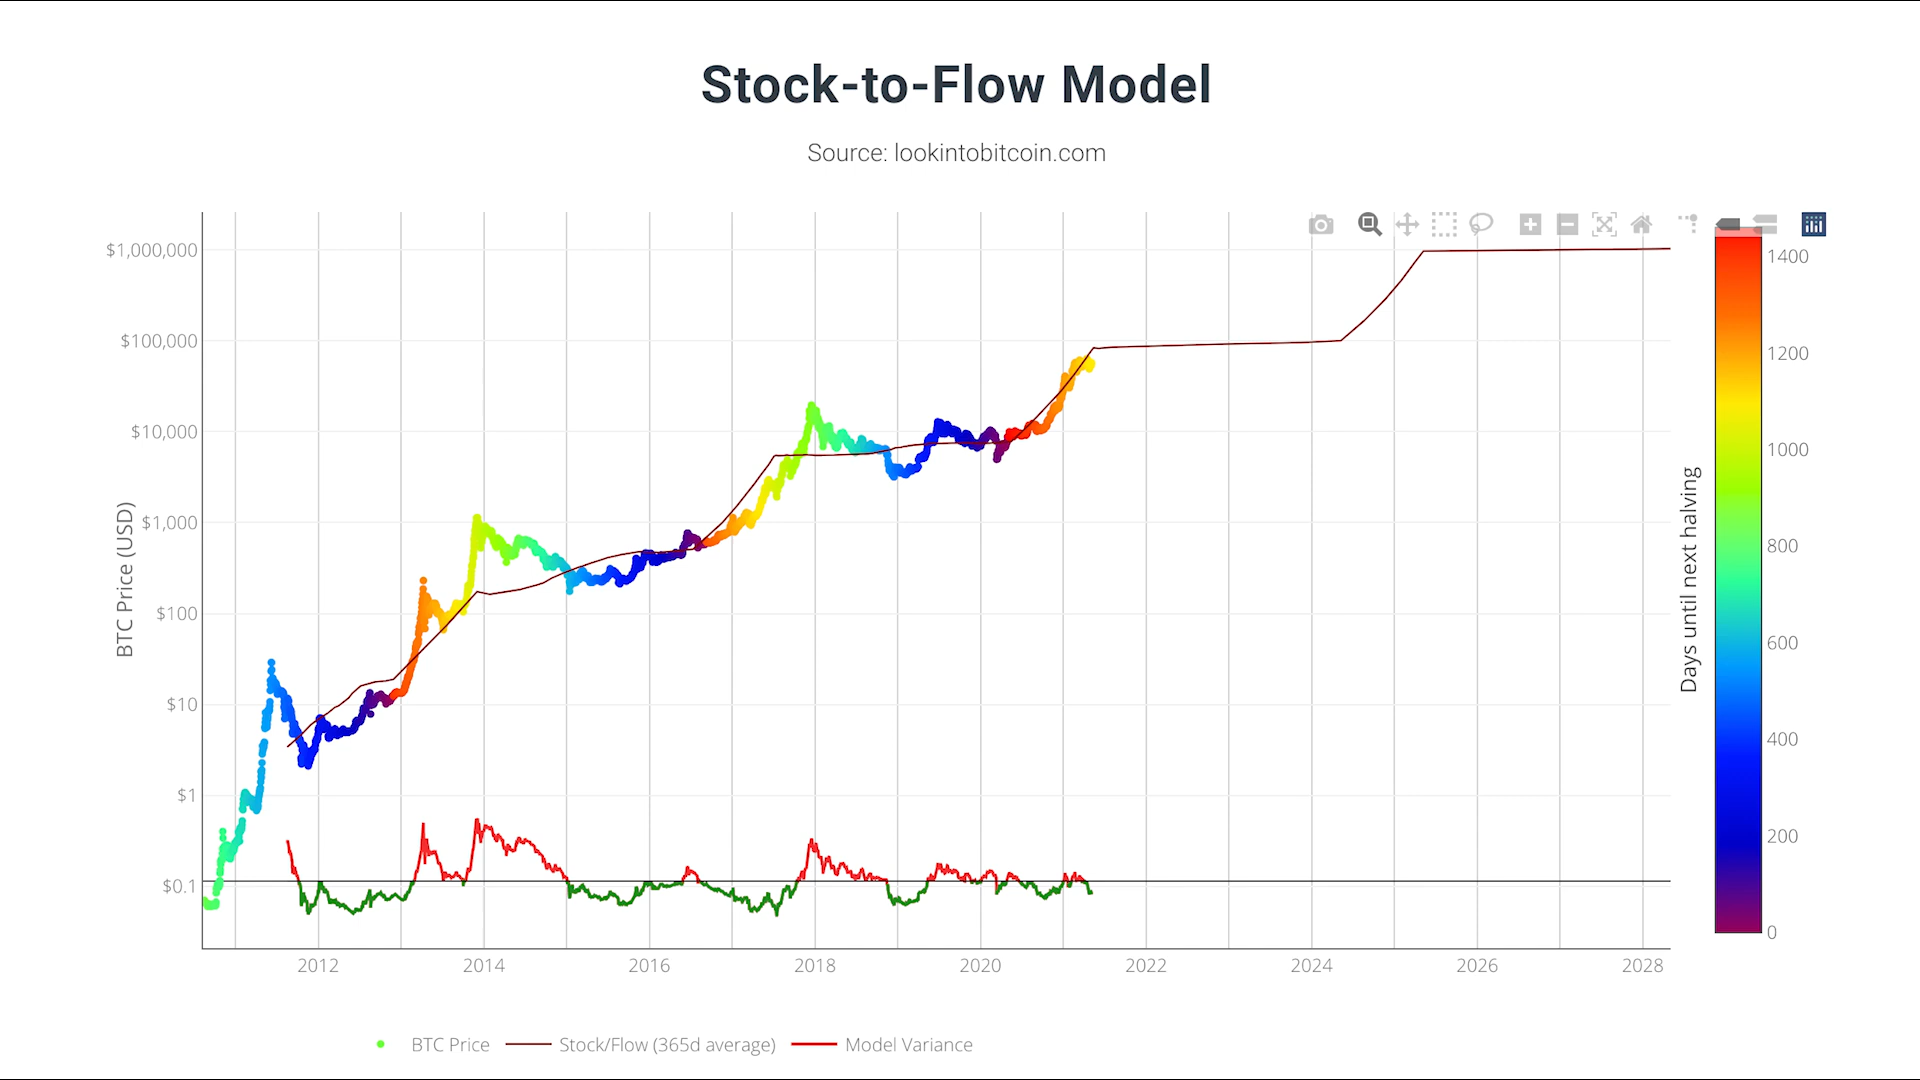 Stock-to-Flow Model
Source: lookintobitcoin.com
$1,000,000
$100,000
$10,000
$1,000
$100
$10
$1
$0.1
BTC Price (USD)
2012 2014 2016 2018 2020 2022 2024 2026 2028
1400
1200
1000
800
600
400
200
0
Days until next halving
BTC Price Stock/Flow (365d average) Model Variance